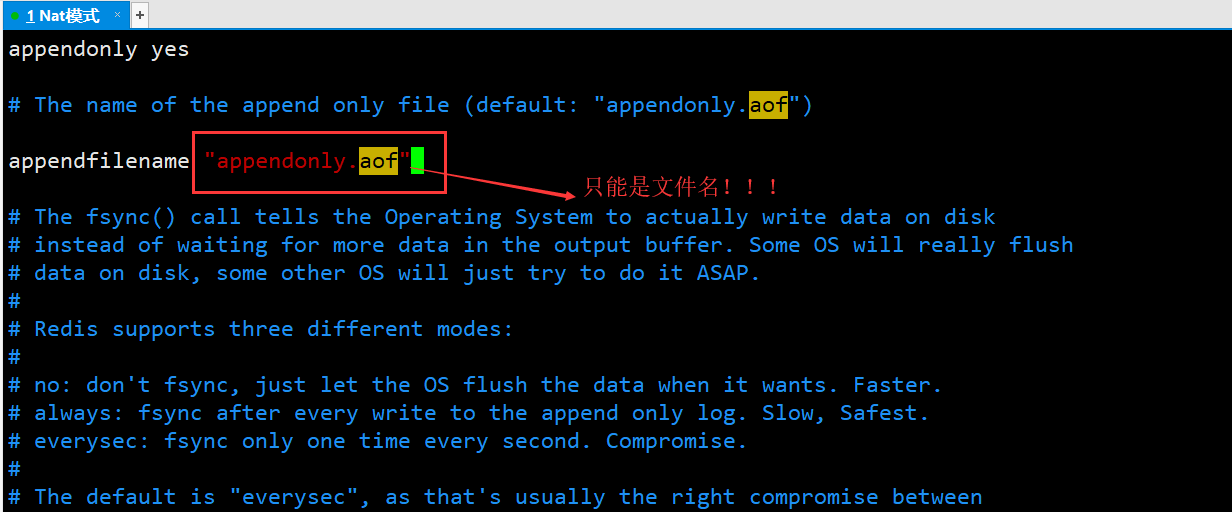 1 Nat模式 × +
appendonly yes
# The name of the append only file (default: "appendonly.aof")
appendfilename "appendonly.aof"
只能是文件名！！！
# The fsync() call tells the Operating System to actually write data on disk
# instead of waiting for more data in the output buffer. Some OS will really flush
# data on disk, some other OS will just try to do it ASAP.
#
# Redis supports three different modes:
#
# no: don't fsync, just let the OS flush the data when it wants. Faster.
# always: fsync after every write to the append only log. Slow, Safest.
# everysec: fsync only one time every second. Compromise.
#
# The default is "everysec", as that's usually the right compromise between